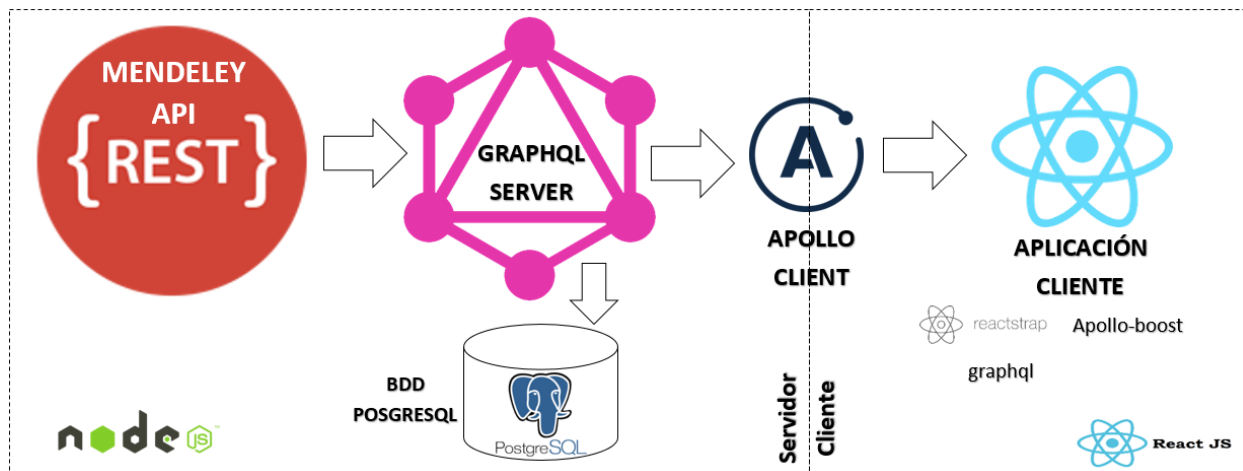 MENDELEY
API
{REST}
GRAPHQL
SERVER
A
APOLLO
CLIENT
APLICACIÓN
CLIENTE
reactstrap
Apollo-boost
graphql
BDD
POSGRESQL
PostgreSQL
Servidor
Cliente
node JS™
React JS